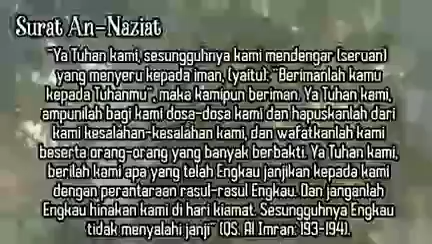 Surat An-Naziat
"Ya Tuhan kami, sesungguhnya kami mendengar (seruan)
yang menyeru kepada iman, (yaitu): "Berimanlah kamu
kepada Tuhanmu", maka kamipun beriman. Ya Tuhan kami,
ampunilah bagi kami dosa-dosa kami dan hapuskanlah dari
kami kesalahan-kesalahan kami, dan wafatkanlah kami
beserta orang-orang yang banyak berbakti. Ya Tuhan kami,
berilah kami apa yang telah Engkau janjikan kepada kami
dengan perantaraan rasul-rasul Engkau. Dan janganlah
Engkau hinakan kami di hari kiamat. Sesungguhnya Engkau
tidak menyalahi janji" (QS. Al Imran: 193-194).